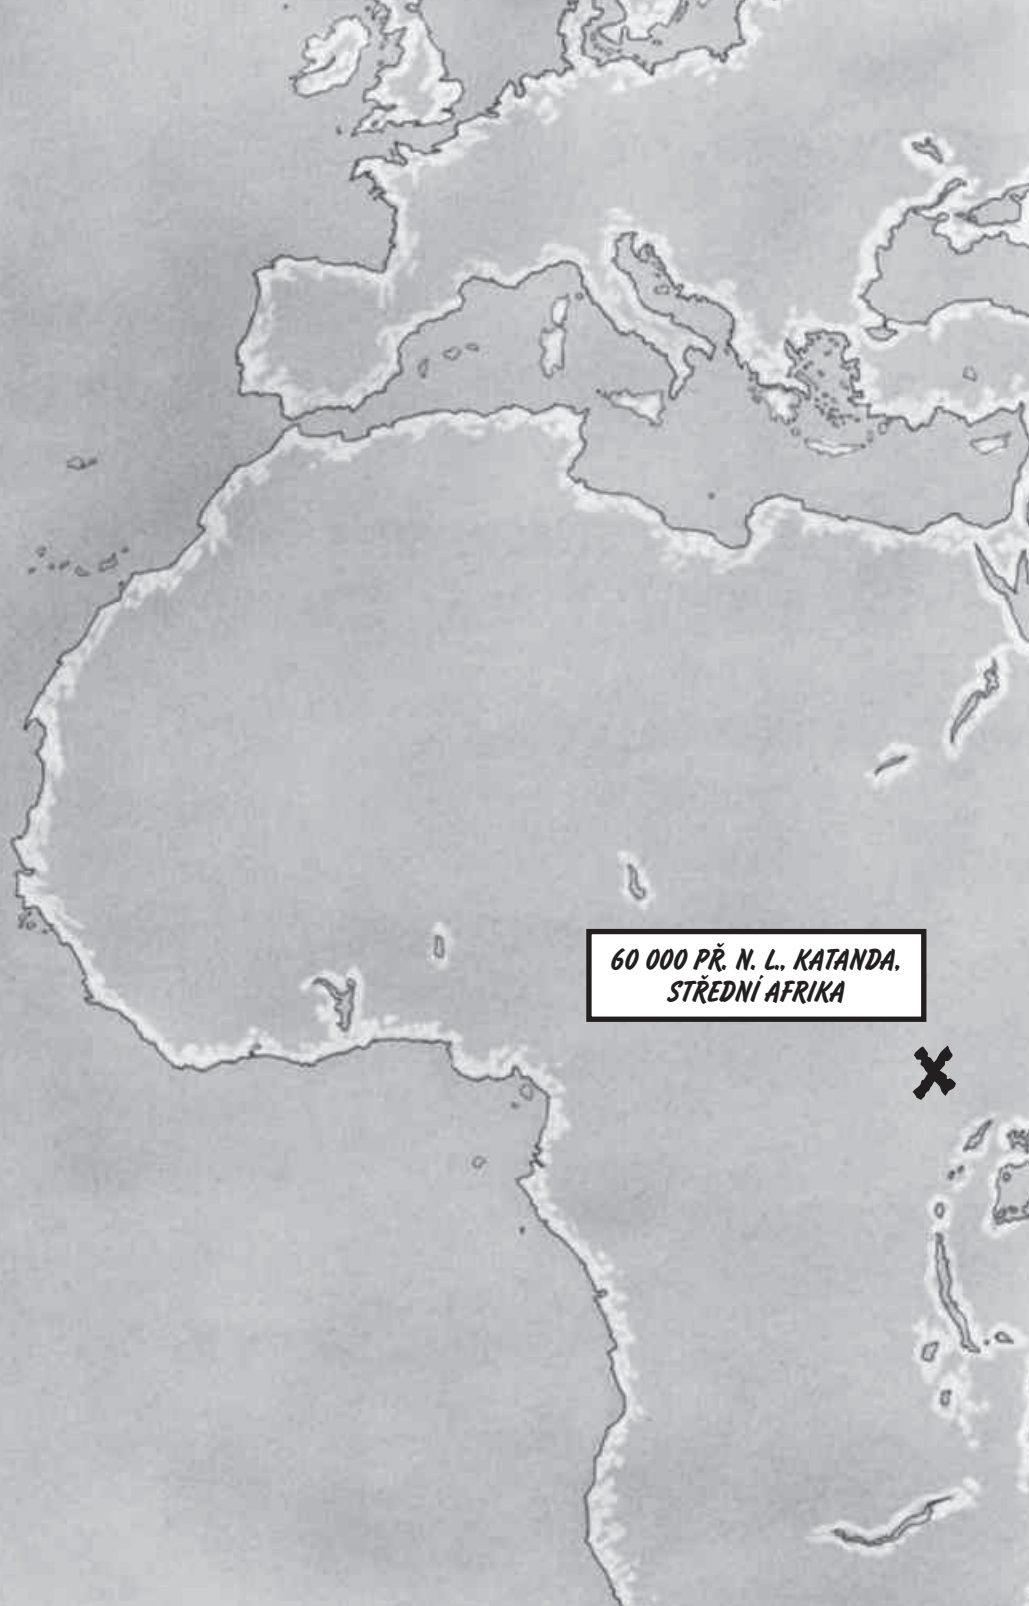 60 000 PŘ. N. L., KATANDA,
STŘEDNÍ AFRIKA